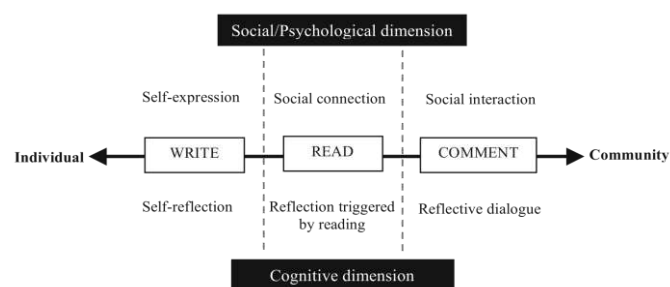 Social/Psychological dimension
Self-expression
Social connection
Social interaction
Individual
WRITE
READ
COMMENT
Community
Self-reflection
Reflection triggered
by reading
Reflective dialogue
Cognitive dimension